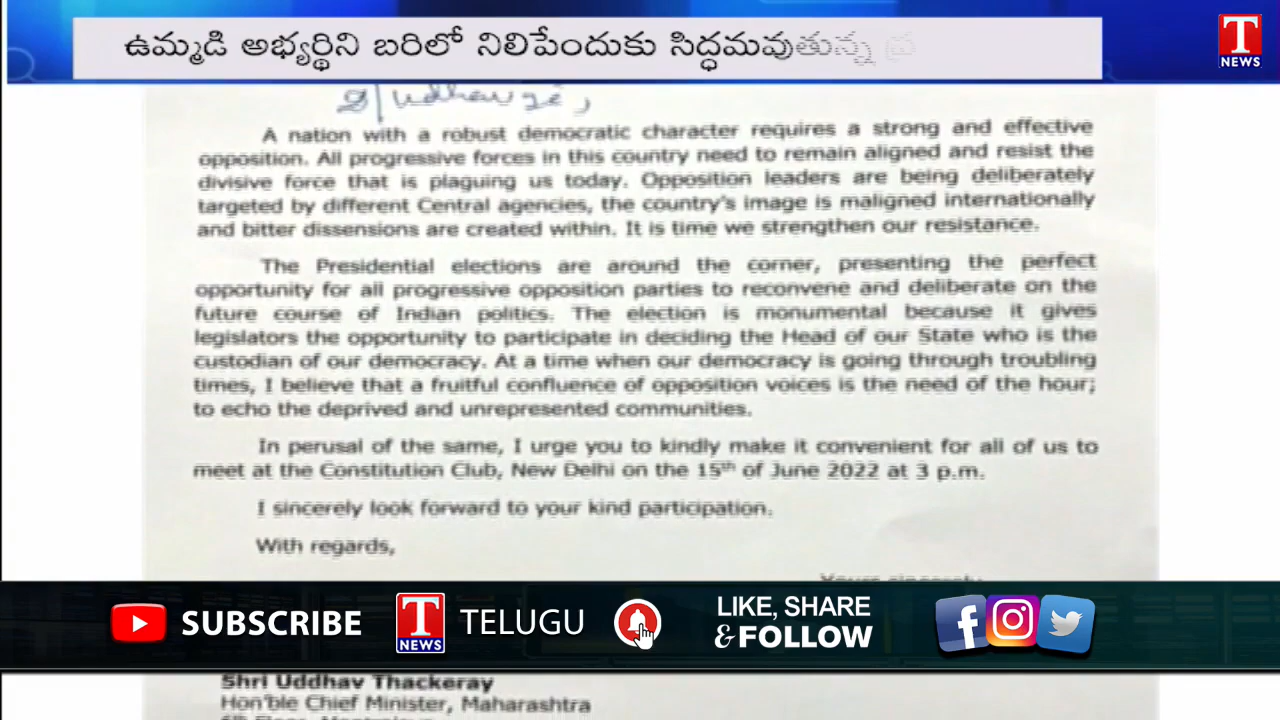 ఉమ్మడి అభ్యర్థిని బరిలో నిలిపేందుకు సిద్ధమవుతున్న
T
NEWS
Uddhav
A nation with a robust democratic character requires a strong and effective
opposition. All progressive forces in this country need to remain aligned and resist the
divisive force that is plaguing us today. Opposition leaders are being deliberately
targeted by different Central agencies, the country's image is maligned internationally
and bitter dissensions are created within. It is time we strengthen our resistance.
The Presidential elections are around the corner, presenting the perfect
opportunity for all progressive opposition parties to reconvene and deliberate on the
future course of Indian politics. The election is monumental because it gives
legislators the opportunity to participate in deciding the Head of our State who is the
custodian of our democracy. At a time when our democracy is going through troubling
times, I believe that a fruitful confluence of opposition voices is the need of the hour;
to echo the deprived and unrepresented communities.
In perusal of the same, I urge you to kindly make it convenient for all of us to
meet at the Constitution Club, New Delhi on the 15th of June 2022 at 3 p.m.
I sincerely look forward to your kind participation.
With regards,
Yours sincerely
SUBSCRIBE
T
NEWS
TELUGU
LIKE, SHARE
& FOLLOW
Shri Uddhav Thackeray
Hon'ble Chief Minister, Maharashtra